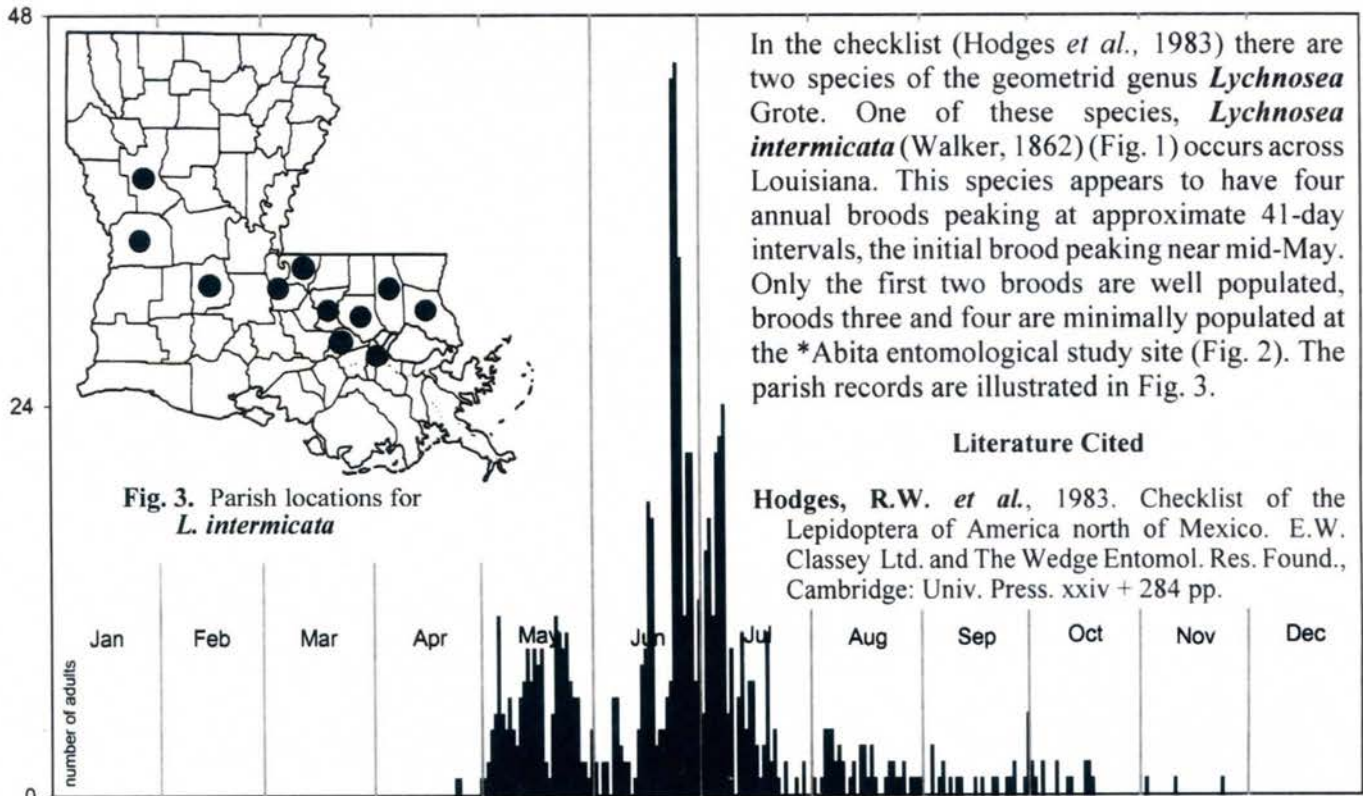 48
In the checklist (Hodges et al., 1983) there are
two species of the geometrid genus Lychnosea
Grote. One of these species, Lychnosea
intermicata (Walker, 1862) (Fig. 1) occurs across
Louisiana. This species appears to have four
annual broods peaking at approximate 41-day
intervals, the initial brood peaking near mid-May.
Only the first two broods are well populated,
broods three and four are minimally populated at
the *Abita entomological study site (Fig. 2). The
parish records are illustrated in Fig. 3.
24
Literature Cited
Fig. 3. Parish locations for
L. intermicata
Hodges, R.W. et al., 1983. Checklist of the
Lepidoptera of America north of Mexico. E.W.
Classey Ltd. and The Wedge Entomol. Res. Found.,
Cambridge: Univ. Press. xxiv + 284 pp.
Jan Feb Mar Apr May Jun Jul Aug Sep Oct Nov Dec
number of adults
0